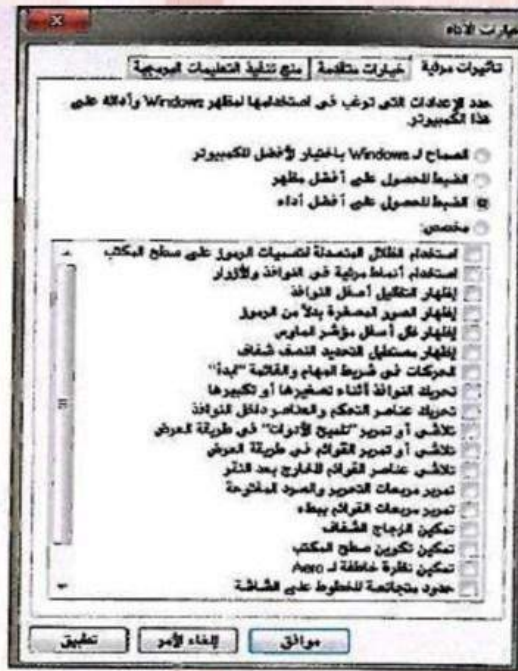 خيارات الأداء
تأثيرات مرئية
خيارات متقدمة
منع تنفيذ التعليمات البرمجية
حدد الإعدادات التي ترغب في استخدامها لمظهر Windows وأدائه على
هذا الكمبيوتر.
السماح لـ Windows باختيار الأفضل للكمبيوتر
الضبط للحصول على أفضل مظهر
الضبط للحصول على أفضل أداء
مخصص:
استخدام الظلال المنسدلة لتسميات الرموز على سطح المكتب
استخدام أنماط مرئية في النوافذ والأزرار
إظهار الظلال أسفل النوافذ
إظهار الصور المصغرة بدلاً من الرموز
إظهار ظل أسفل مؤشر الماوس
إظهار مستطيل التحديد النصف شفاف
الحركات في شريط المهام والقائمة "ابدأ"
تحريك النوافذ أثناء تصغيرها أو تكبيرها
تحريك عناصر التحكم والعناصر داخل النوافذ
تلاشي أو تمرير "تلميح الأدوات" في طريقة العرض
تلاشي أو تمرير القوائم في طريقة العرض
تلاشي عناصر القوائم للخارج بعد النقر
تمرير مربعات التحرير والسرد المفتوحة
تمرير مربعات القوائم ببطء
تمكين الزجاج الشفاف
تمكين تكوين سطح المكتب
تمكين نظرة خاطفة لـ Aero
حدود متجانسة للخطوط على الشاشة
موافق
إلغاء الأمر
تطبيق